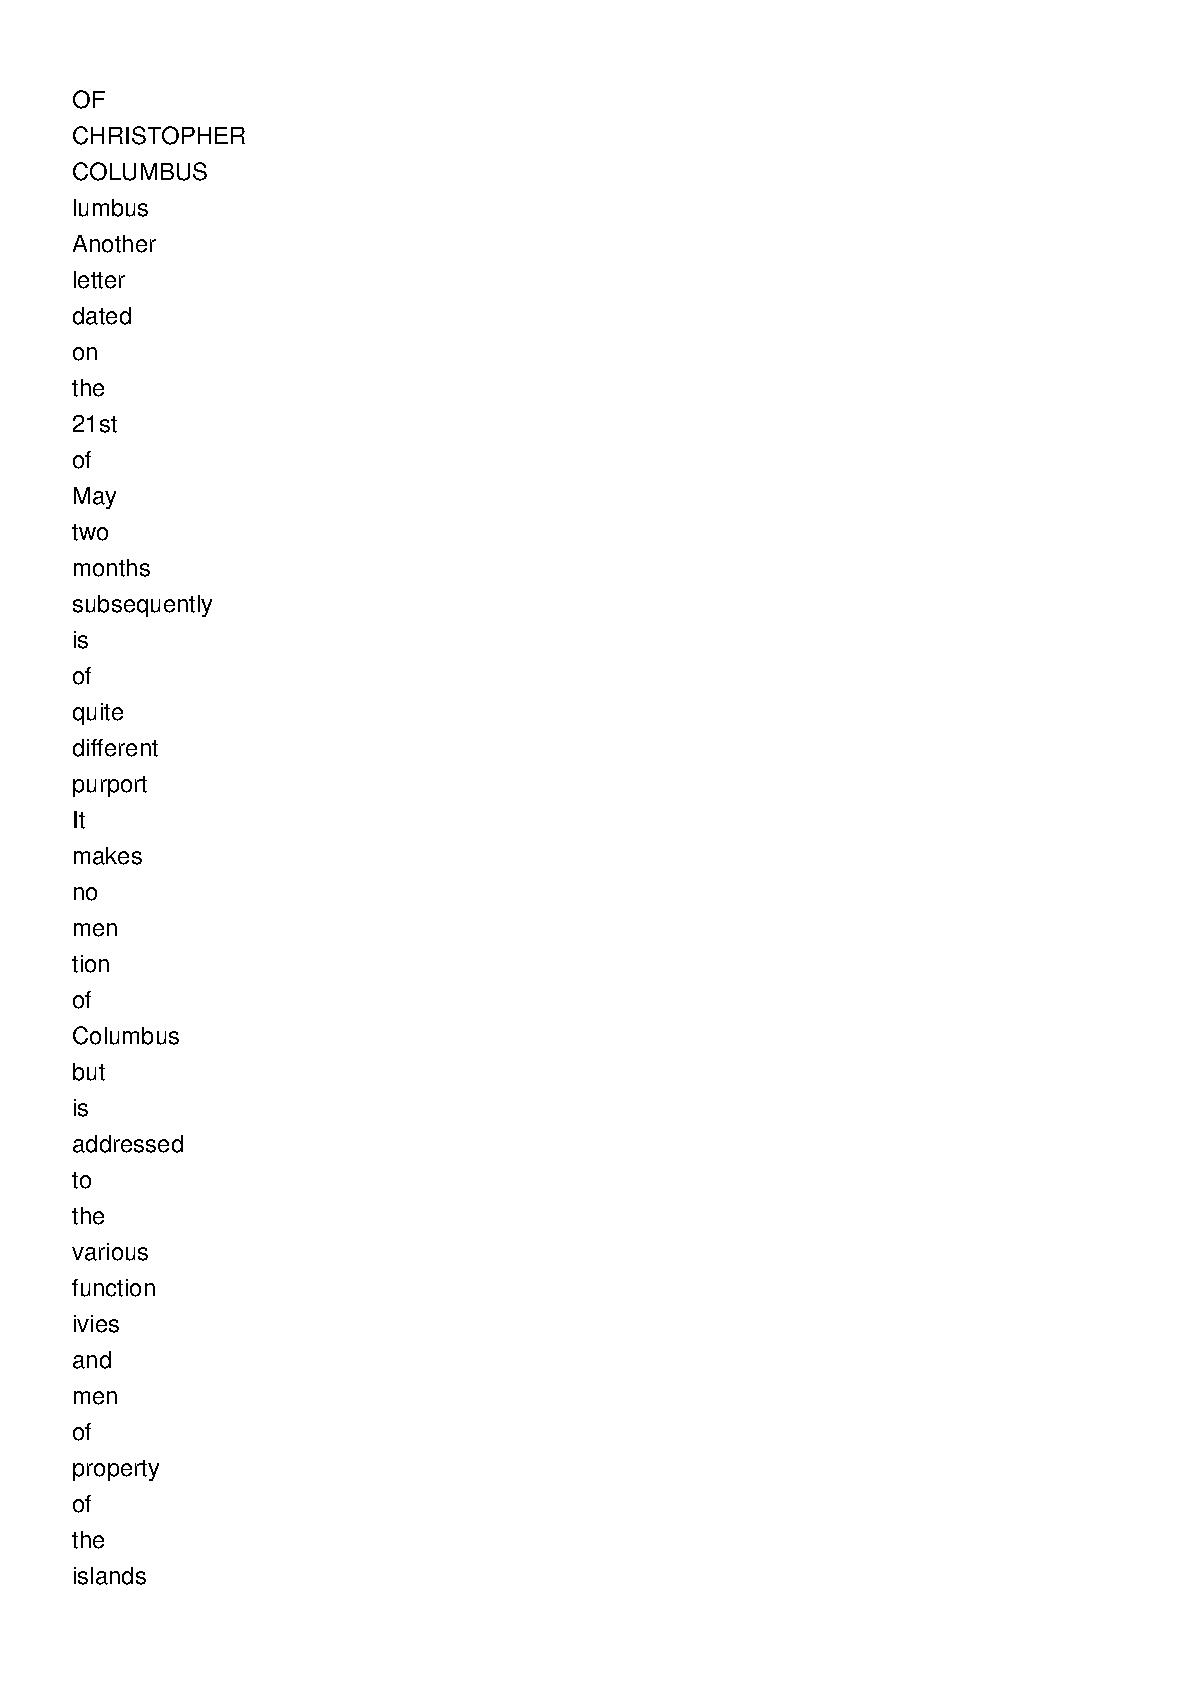 OF
CHRISTOPHER
COLUMBUS
lumbus
Another
letter
dated
on
the
21st
of
May
two
months
subsequently
is
of
quite
different
purport
It
makes
no
men
tion
of
Columbus
but
is
addressed
to
the
various
function
ivies
and
men
of
property
of
the
islands